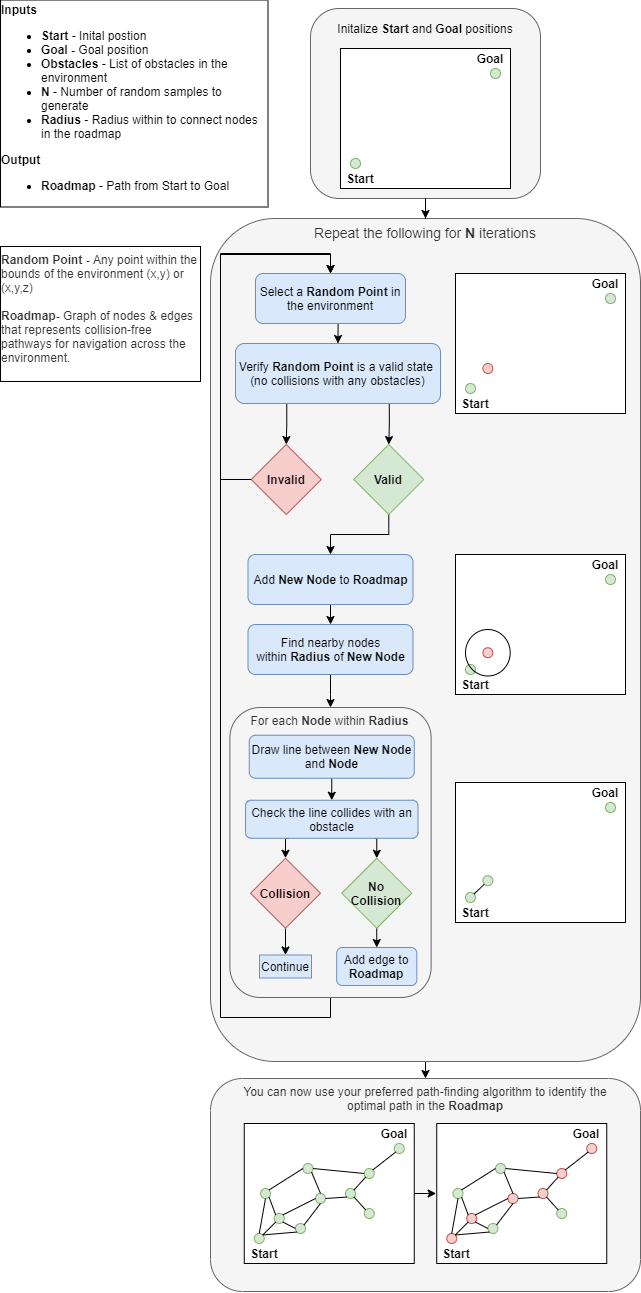 Inputs
Start - Inital postion
Goal - Goal position
Obstacles - List of obstacles in the
environment
N - Number of random samples to
generate
Radius - Radius within to connect nodes
in the roadmap
Output
Roadmap - Path from Start to Goal
Initalize Start and Goal positions
Goal
Start
Random Point - Any point within the
bounds of the environment (x,y) or
(x,y,z)
Roadmap- Graph of nodes & edges
that represents collision-free
pathways for navigation across the
environment.
Repeat the following for N iterations
Select a Random Point in
the environment
Verify Random Point is a valid state
(no collisions with any obstacles)
Goal
Start
Invalid
Valid
Add New Node to Roadmap
Find nearby nodes
within Radius of New Node
Goal
Start
For each Node within Radius
Draw line between New Node
and Node
Check the line collides with an
obstacle
Collision
No
Collision
Continue
Add edge to
Roadmap
Goal
Start
You can now use your preferred path-finding algorithm to identify the
optimal path in the Roadmap
Goal
Start
Goal
Start